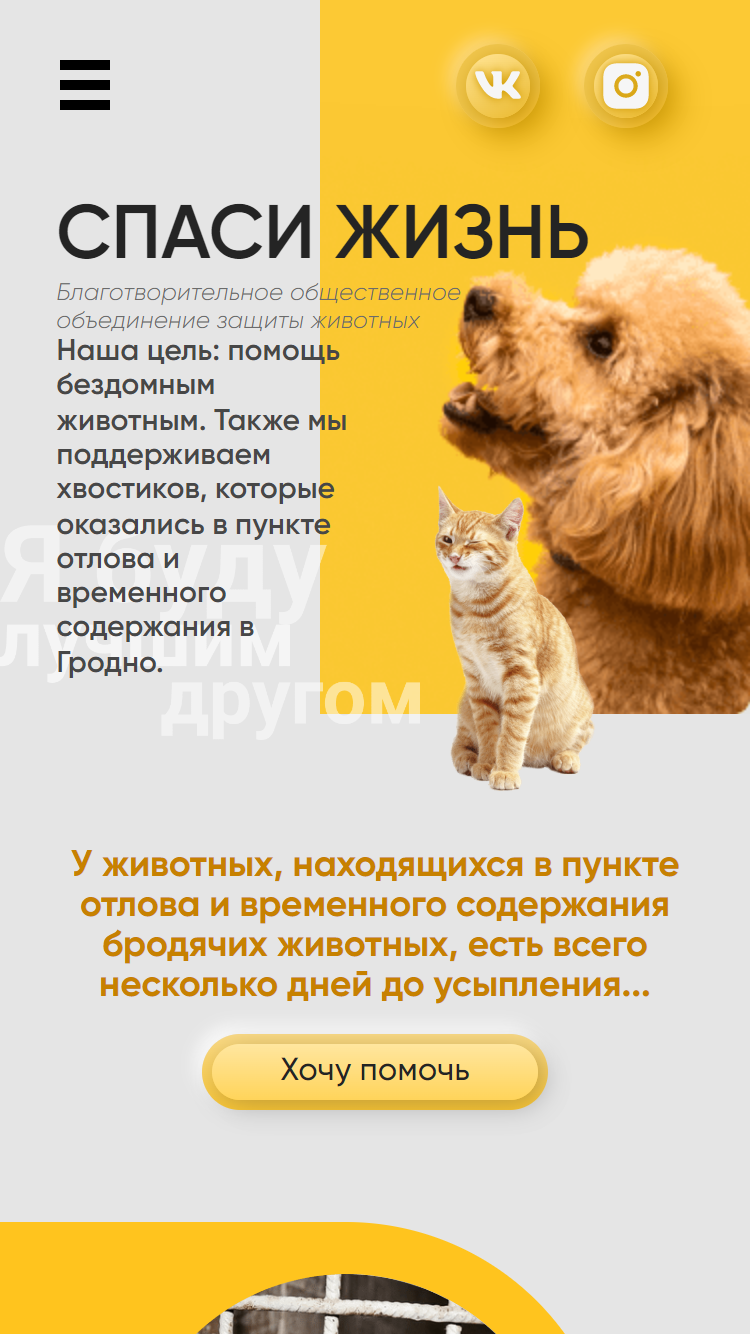 СПАСИ ЖИЗНЬ
Благотворительное общественное
объединение защиты животных
Наша цель: помощь
бездомным
животным. Также мы
поддерживаем
хвостиков, которые
оказались в пункте
отлова и
временного
содержания в
Гродно.
Я буду
лучшим
другом
У животных, находящихся в пункте
отлова и временного содержания
бродячих животных, есть всего
несколько дней до усыпления...
Хочу помочь